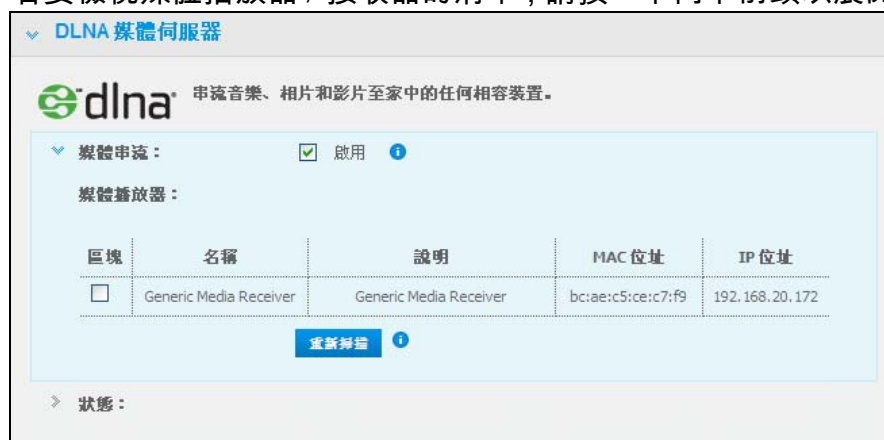 DLNA 媒體伺服器
dlna 串流音樂、相片和影片至家中的任何相容裝置。
媒體串流： 啟用
媒體播放器：
區塊 名稱 說明 MAC 位址 IP 位址
Generic Media Receiver Generic Media Receiver bc:ae:c5:ce:c7:f9 192.168.20.172
重新掃描
狀態：